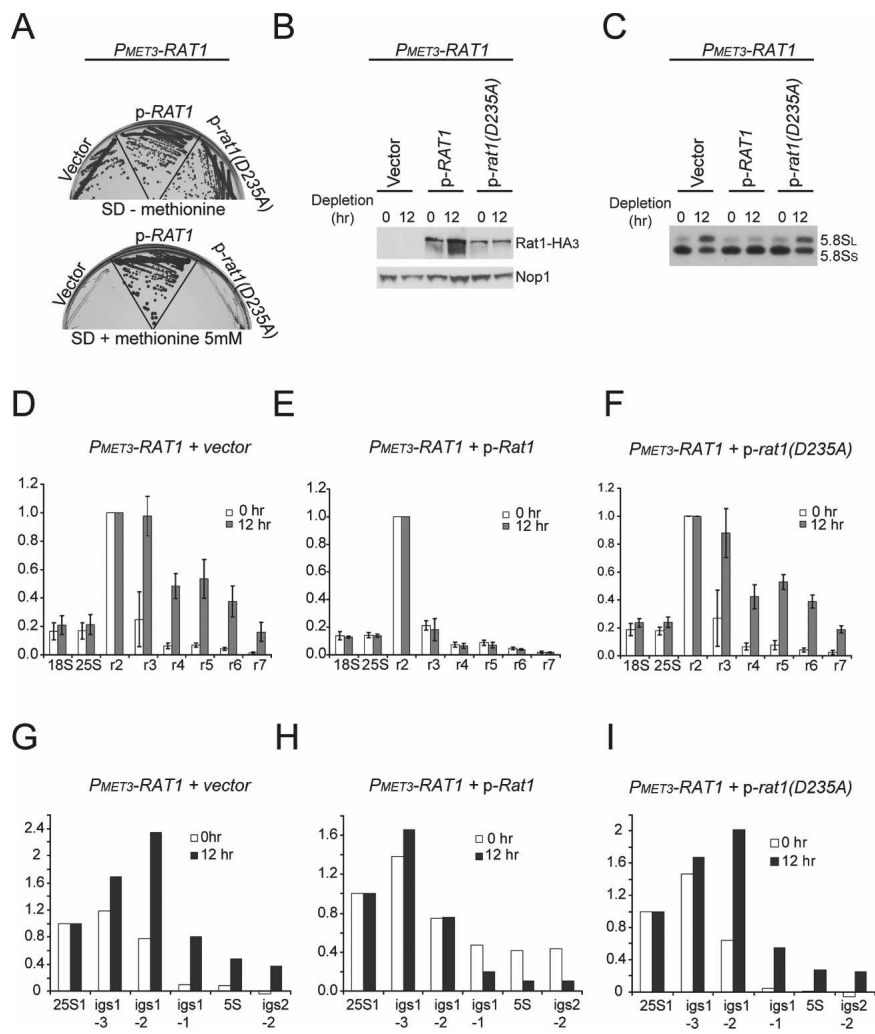 A
PMET3-RAT1
p-RAT1
Vector
p-rat1(D235A)
SD - methionine
p-RAT1
Vector
p-rat1(D235A)
SD + methionine 5mM
B
PMET3-RAT1
Vector
p-RAT1
p-rat1(D235A)
Depletion
(hr)
0 12 0 12 0 12
Rat1-HA3
Nop1
C
PMET3-RAT1
Vector
p-RAT1
p-rat1(D235A)
Depletion
(hr)
0 12 0 12 0 12
5.8SL
5.8Ss
D
PMET3-RAT1 + vector
1.2
1.0
0.8
0.6
0.4
0.2
0.0
0 hr
12 hr
18S 25S r2 r3 r4 r5 r6 r7
E
PMET3-RAT1 + p-Rat1
1.2
1.0
0.8
0.6
0.4
0.2
0.0
0 hr
12 hr
18S 25S r2 r3 r4 r5 r6 r7
F
PMET3-RAT1 + p-rat1(D235A)
1.2
1.0
0.8
0.6
0.4
0.2
0.0
0 hr
12 hr
18S 25S r2 r3 r4 r5 r6 r7
G
PMET3-RAT1 + vector
2.4
2
1.6
1.2
0.8
0.4
0
0hr
12 hr
25S1 igs1 igs1 igs1 5S igs2
-3 -2 -1 -2
H
PMET3-RAT1 + p-Rat1
1.6
1.2
0.8
0.4
0
0 hr
12 hr
25S1 igs1 igs1 igs1 5S igs2
-3 -2 -1 -2
I
PMET3-RAT1 + p-rat1(D235A)
2
1.6
1.2
0.8
0.4
0
0 hr
12 hr
25S1 igs1 igs1 igs1 5S igs2
-3 -2 -1 -2